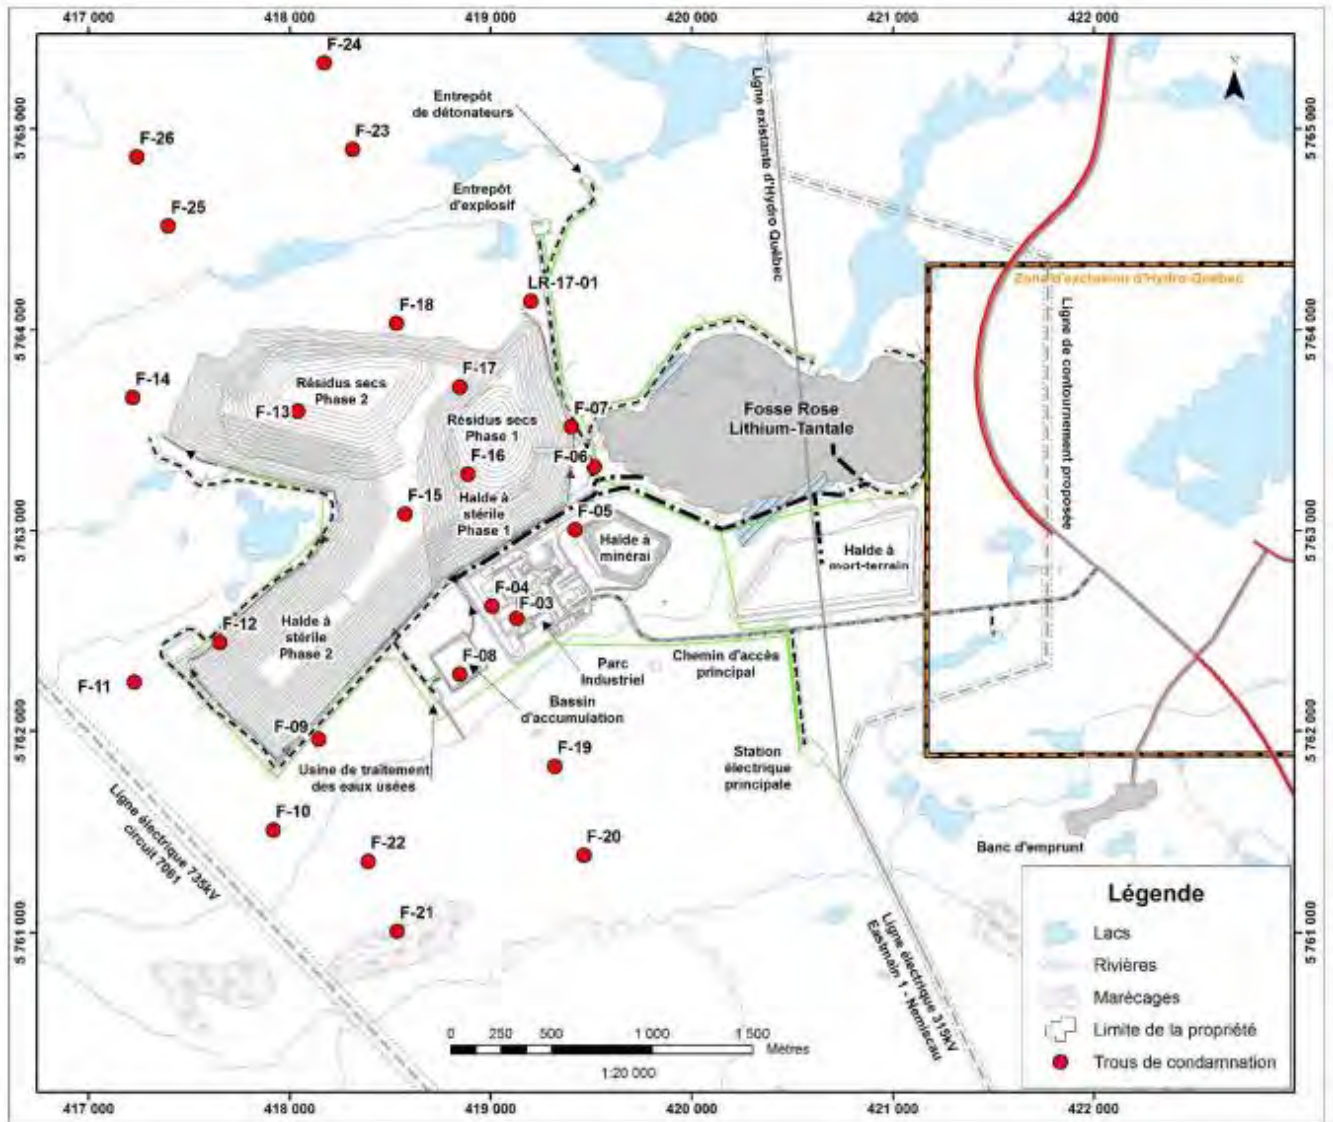 417 000
418 000
419 000
420 000
421 000
422 000
F-24
Entrepôt
de détonateurs
5 765 000
F-26
F-23
5 765 000
F-25
Entrepôt
d'explosif
Ligne existante d'Hydro Québec
Zone d'exclusion d'Hydro-Québec
LR-17-01
F-18
5 764 000
5 764 000
Ligne de contournement proposée
F-14
Résidus secs
Phase 2
F-17
F-13
F-07
Fosse Rose
Lithium-Tantale
Résidus secs
Phase 1
F-16
F-06
F-15
Halde à
stérile
Phase 1
F-05
5 763 000
5 763 000
Halde à
minérai
Halde à
mort-terrain
F-04
F-03
F-12
Halde à
stérile
Phase 2
F-08
Parc
Industriel
Chemin d'accès
principal
F-11
Bassin
d'accumulation
F-09
5 762 000
5 762 000
F-19
Station
électrique
principale
Usine de traitement
des eaux usées
Ligne électrique 735kV
circuit 7061
F-10
F-22
F-20
Banc d'emprunt
F-21
5 761 000
5 761 000
Ligne électrique 315kV
Eastmain 1 - Nemiscau
Légende
Lacs
Rivières
Marécages
Limite de la propriété
Trous de condamnation
0 250 500 1 000 1 500
Mètres
1:20 000
N
417 000
418 000
419 000
420 000
421 000
422 000